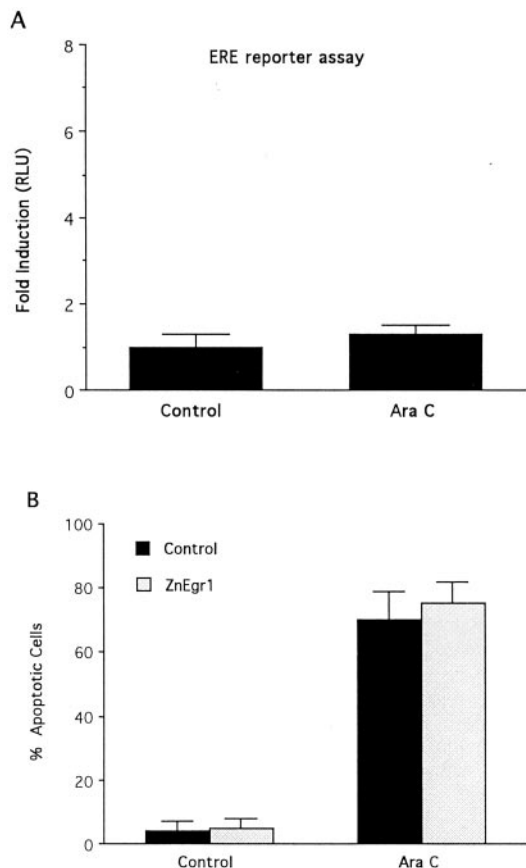 A
ERE reporter assay
Fold Induction (RLU)
8
6
4
2
0
Control
Ara C
B
% Apoptotic Cells
100
80
60
40
20
0
Control
ZnEgr1
Control
Ara C